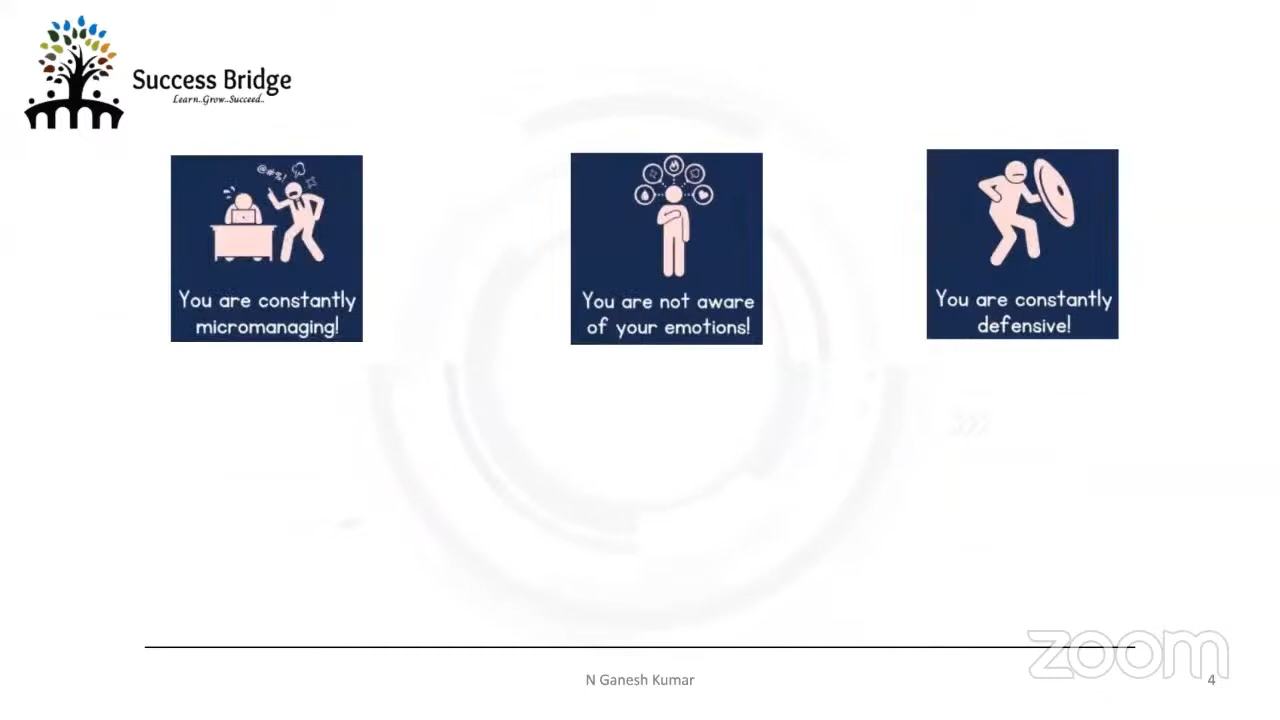 Success Bridge
Learn..Grow...Succeed..
@#%!
You are constantly
micromanaging!
You are not aware
of your emotions!
You are constantly
defensive!
zoom
N Ganesh Kumar
4